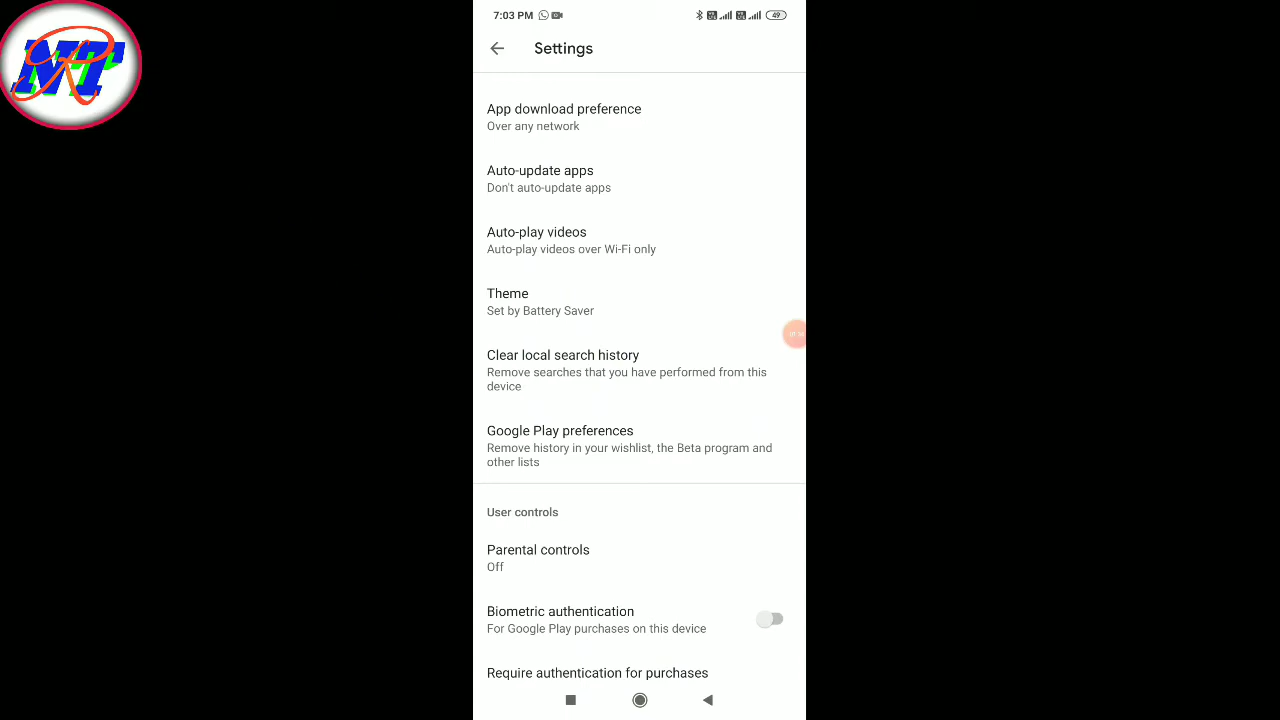 7:03 PM
49
Settings
App download preference
Over any network
Auto-update apps
Don't auto-update apps
Auto-play videos
Auto-play videos over Wi-Fi only
Theme
Set by Battery Saver
Clear local search history
Remove searches that you have performed from this
device
Google Play preferences
Remove history in your wishlist, the Beta program and
other lists
User controls
Parental controls
Off
Biometric authentication
For Google Play purchases on this device
Require authentication for purchases